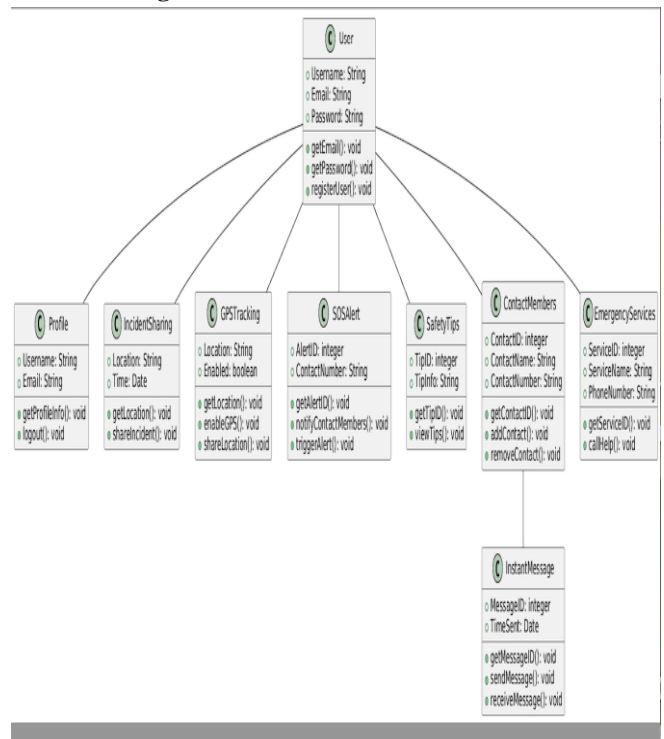 C User
Username: String
Email: String
Password: String
getEmail(): void
getPassword(): void
registerUser(): void
C Profile
Username: String
Email: String
getProfileInfo(): void
logout(): void
C IncidentSharing
Location: String
Time: Date
getLocation(): void
shareIncident(): void
C GPSTracking
Location: String
Enabled: boolean
getLocation(): void
enableGPS(): void
shareLocation(): void
C SOSAlert
AlertID: integer
ContactNumber: String
getAlertID(): void
notifyContactMembers(): void
triggerAlert(): void
C SafetyTips
TipID: integer
TipInfo: String
getTipID(): void
viewTips(): void
C ContactMembers
ContactID: integer
ContactName: String
ContactNumber: String
getContactID(): void
addContact(): void
removeContact(): void
C EmergencyServices
ServiceID: integer
ServiceName: String
PhoneNumber: String
getServiceID(): void
callHelp(): void
C InstantMessage
MessageID: integer
TimeSent: Date
getMessageID(): void
sendMessage(): void
receiveMessage(): void